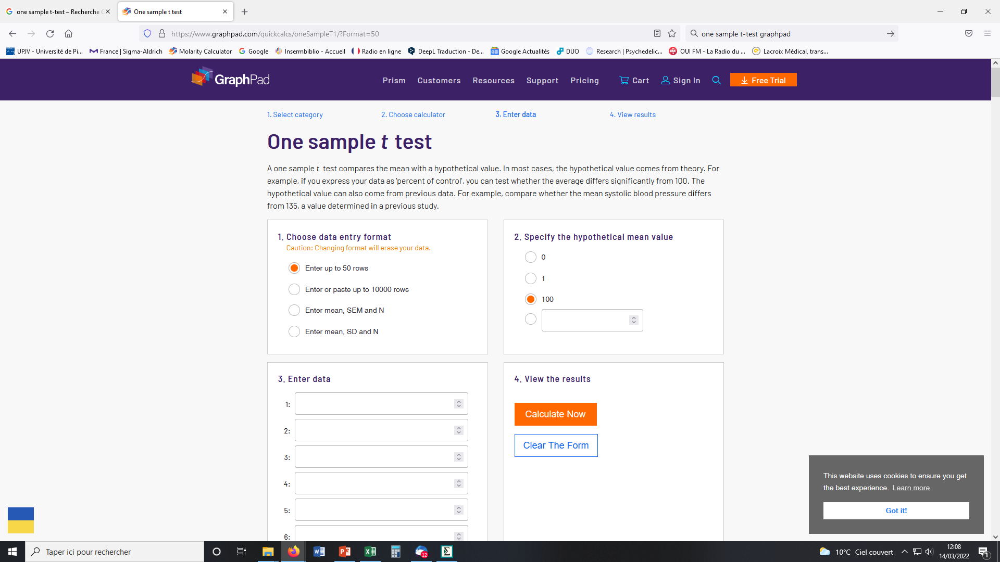 one sample t-test – Recherche G
One sample t test
https://www.graphpad.com/quickcalcs/oneSampleT1/?Format=50
one sample t-test graphpad
UPJV - Université de Pi...
France | Sigma-Aldrich
Molarity Calculator
Google
Insermbiblio - Accueil
Radio en ligne
DeepL Traduction - De...
Google Actualités
DUO
Research | Psychedelic...
OUI FM - La Radio du ...
Lacroix Médical, trans...
GraphPad
Prism
Customers
Resources
Support
Pricing
Cart
Sign In
Free Trial
1. Select category
2. Choose calculator
3. Enter data
4. View results
One sample t test
A one sample t test compares the mean with a hypothetical value. In most cases, the hypothetical value comes from theory. For
example, if you express your data as 'percent of control', you can test whether the average differs significantly from 100. The
hypothetical value can also come from previous data. For example, compare whether the mean systolic blood pressure differs
from 135, a value determined in a previous study.
1. Choose data entry format
Caution: Changing format will erase your data.
Enter up to 50 rows
Enter or paste up to 10000 rows
Enter mean, SEM and N
Enter mean, SD and N
2. Specify the hypothetical mean value
0
1
100
3. Enter data
1:
2:
3:
4:
5:
6:
4. View the results
Calculate Now
Clear The Form
This website uses cookies to ensure you get
the best experience. Learn more
Got it!
Taper ici pour rechercher
12
10°C Ciel couvert
12:08
14/03/2022
1